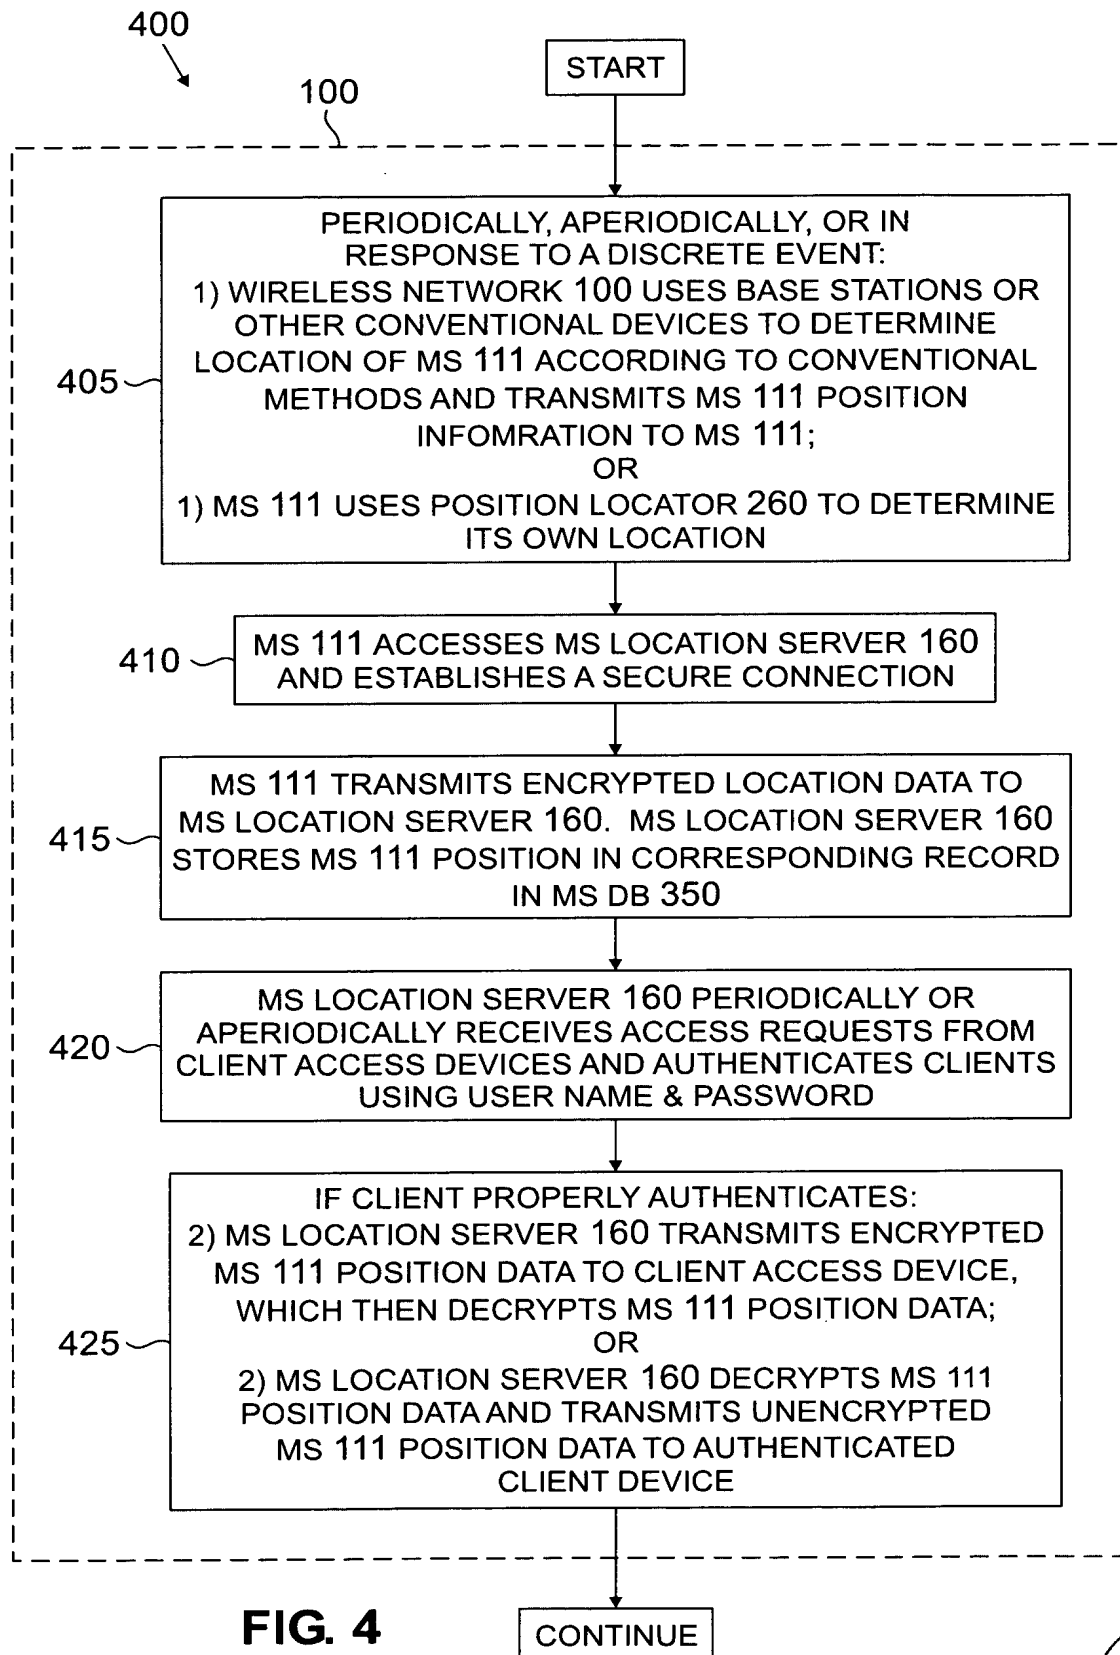 400
START
100
PERIODICALLY, APERIODICALLY, OR IN
RESPONSE TO A DISCRETE EVENT:
1) WIRELESS NETWORK 100 USES BASE STATIONS OR
OTHER CONVENTIONAL DEVICES TO DETERMINE
LOCATION OF MS 111 ACCORDING TO CONVENTIONAL
METHODS AND TRANSMITS MS 111 POSITION
INFOMRATION TO MS 111;
OR
1) MS 111 USES POSITION LOCATOR 260 TO DETERMINE
ITS OWN LOCATION
405
MS 111 ACCESSES MS LOCATION SERVER 160
AND ESTABLISHES A SECURE CONNECTION
410
MS 111 TRANSMITS ENCRYPTED LOCATION DATA TO
MS LOCATION SERVER 160. MS LOCATION SERVER 160
STORES MS 111 POSITION IN CORRESPONDING RECORD
IN MS DB 350
415
MS LOCATION SERVER 160 PERIODICALLY OR
APERIODICALLY RECEIVES ACCESS REQUESTS FROM
CLIENT ACCESS DEVICES AND AUTHENTICATES CLIENTS
USING USER NAME & PASSWORD
420
IF CLIENT PROPERLY AUTHENTICATES:
2) MS LOCATION SERVER 160 TRANSMITS ENCRYPTED
MS 111 POSITION DATA TO CLIENT ACCESS DEVICE,
WHICH THEN DECRYPTS MS 111 POSITION DATA;
OR
2) MS LOCATION SERVER 160 DECRYPTS MS 111
POSITION DATA AND TRANSMITS UNENCRYPTED
MS 111 POSITION DATA TO AUTHENTICATED
CLIENT DEVICE
425
FIG. 4
CONTINUE